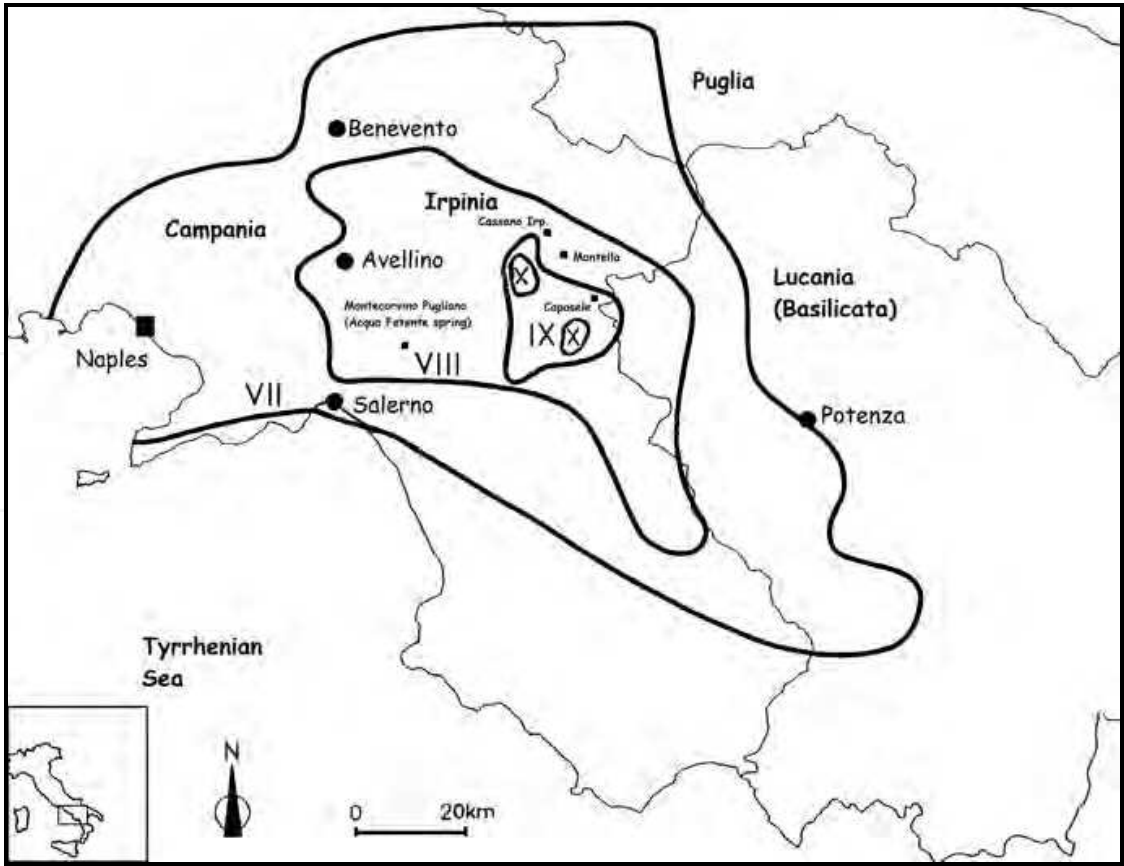 Puglia
Benevento
Irpinia
Campania
Cassano Irp.
Montella
Avellino
X
Lucania
(Basilicata)
Montecorvino Pugliano
(Acqua Fetente spring)
Caposele
Naples
IX
X
VIII
VII
Salerno
Potenza
Tyrrhenian
Sea
N
0 20km